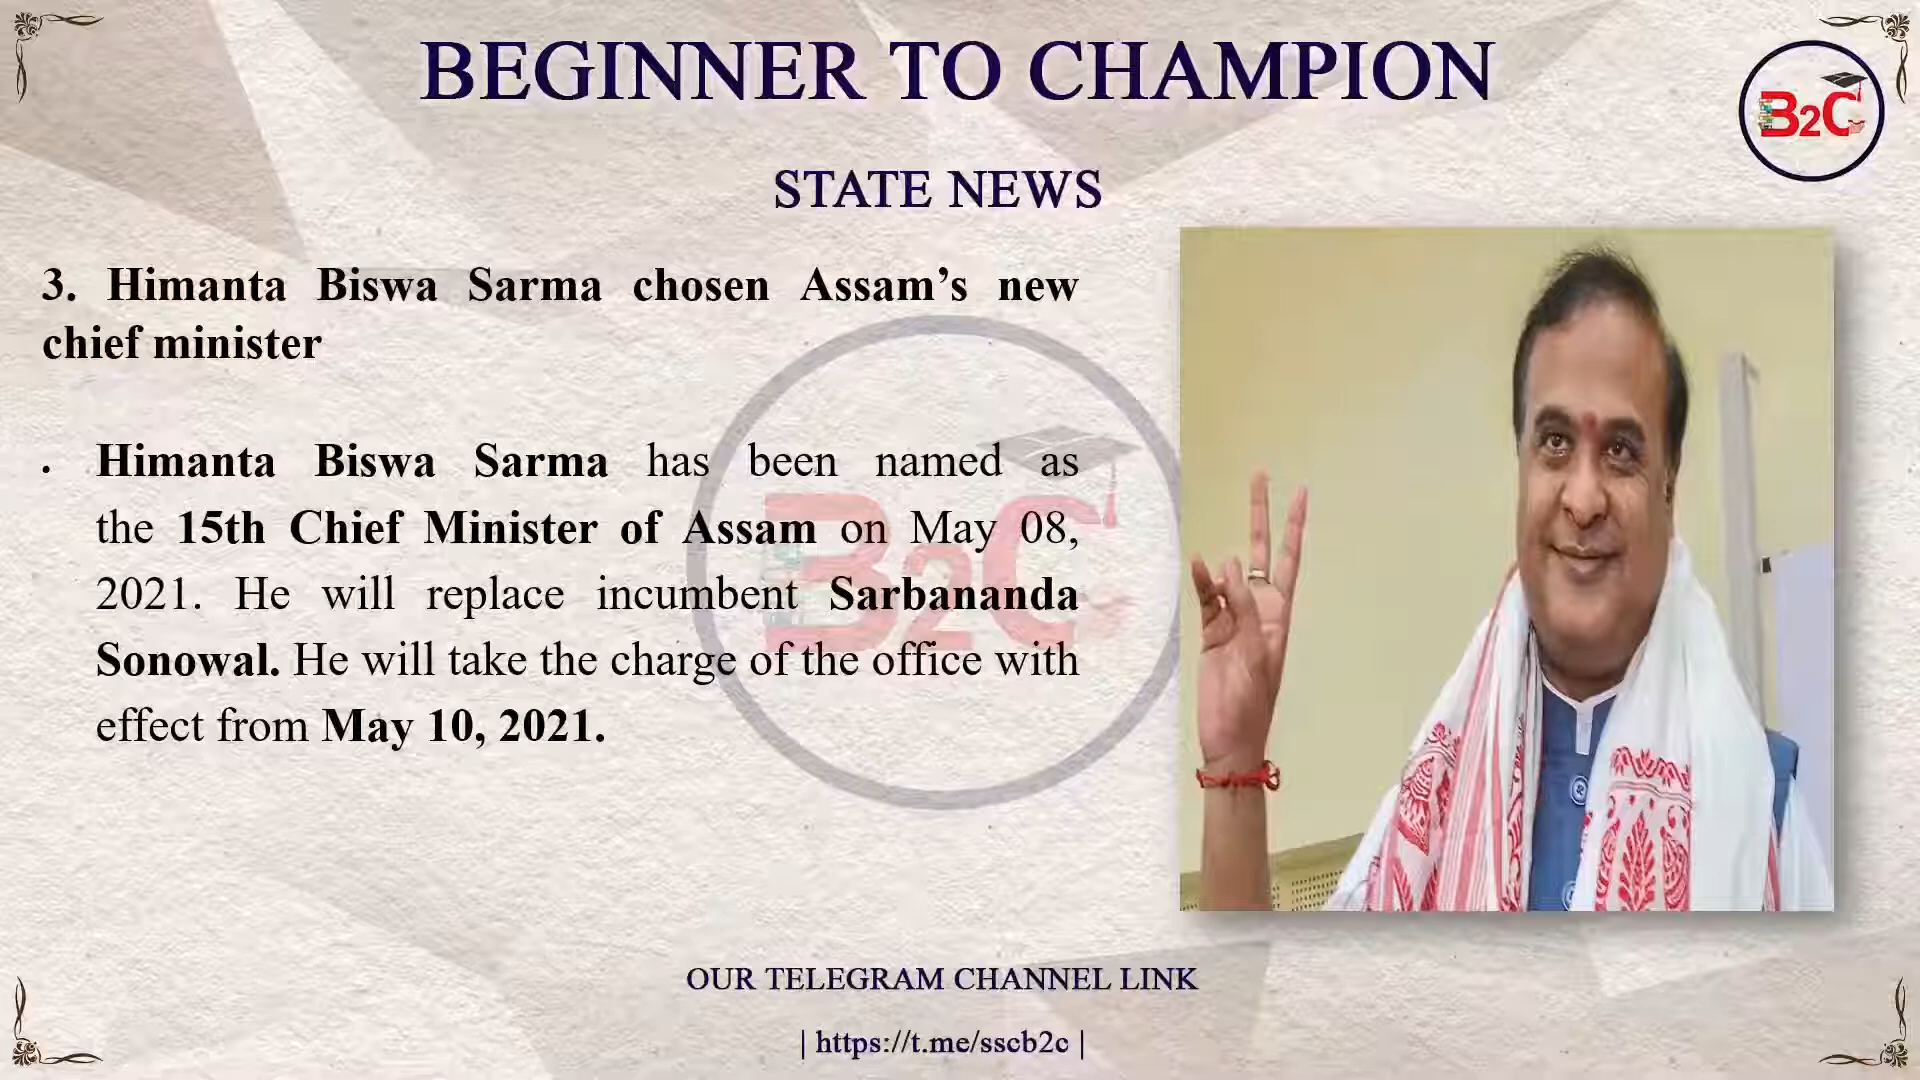 BEGINNER TO CHAMPION
B2C
STATE NEWS
3. Himanta Biswa Sarma chosen Assam’s new
chief minister
• Himanta Biswa Sarma has been named as
the 15th Chief Minister of Assam on May 08,
2021. He will replace incumbent Sarbananda
Sonowal. He will take the charge of the office with
effect from May 10, 2021.
B2C
OUR TELEGRAM CHANNEL LINK
| https://t.me/sscb2c |